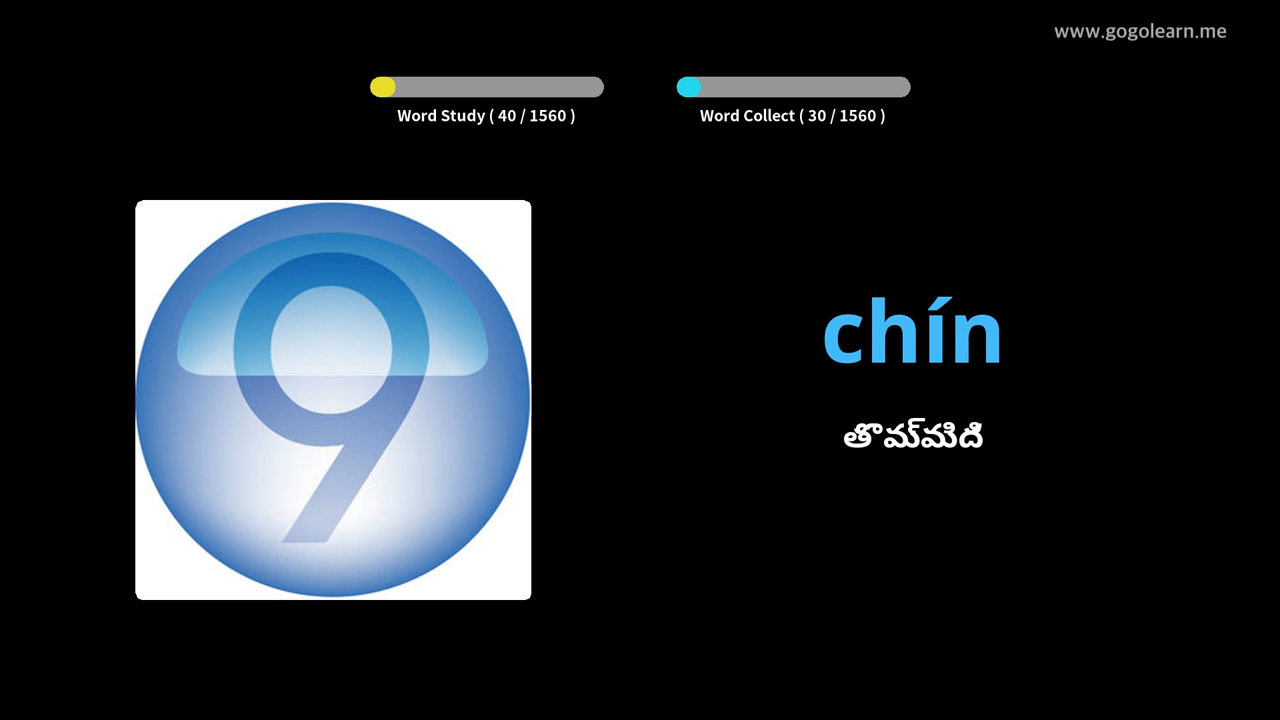 www.gogolearn.me
Word Study ( 40 / 1560 )
Word Collect ( 30 / 1560 )
9
chín
తొమ్మిది